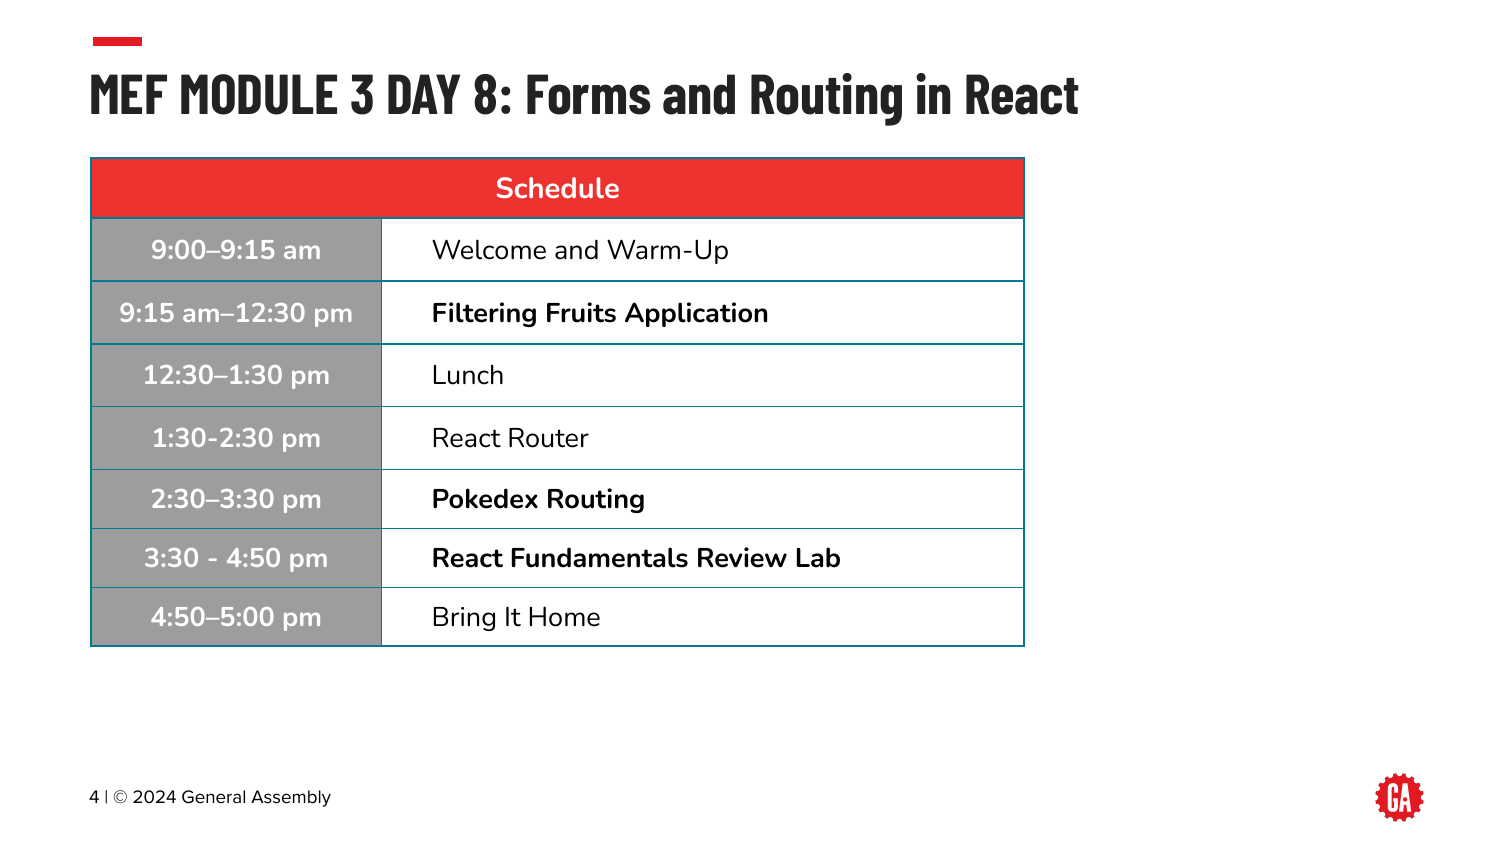 MEF MODULE 3 DAY 8: Forms and Routing in React
Schedule
9:00–9:15 am Welcome and Warm-Up
9:15 am–12:30 pm Filtering Fruits Application
12:30–1:30 pm Lunch
1:30-2:30 pm React Router
2:30–3:30 pm Pokedex Routing
3:30 - 4:50 pm React Fundamentals Review Lab
4:50–5:00 pm Bring It Home
4 | © 2024 General Assembly
GA